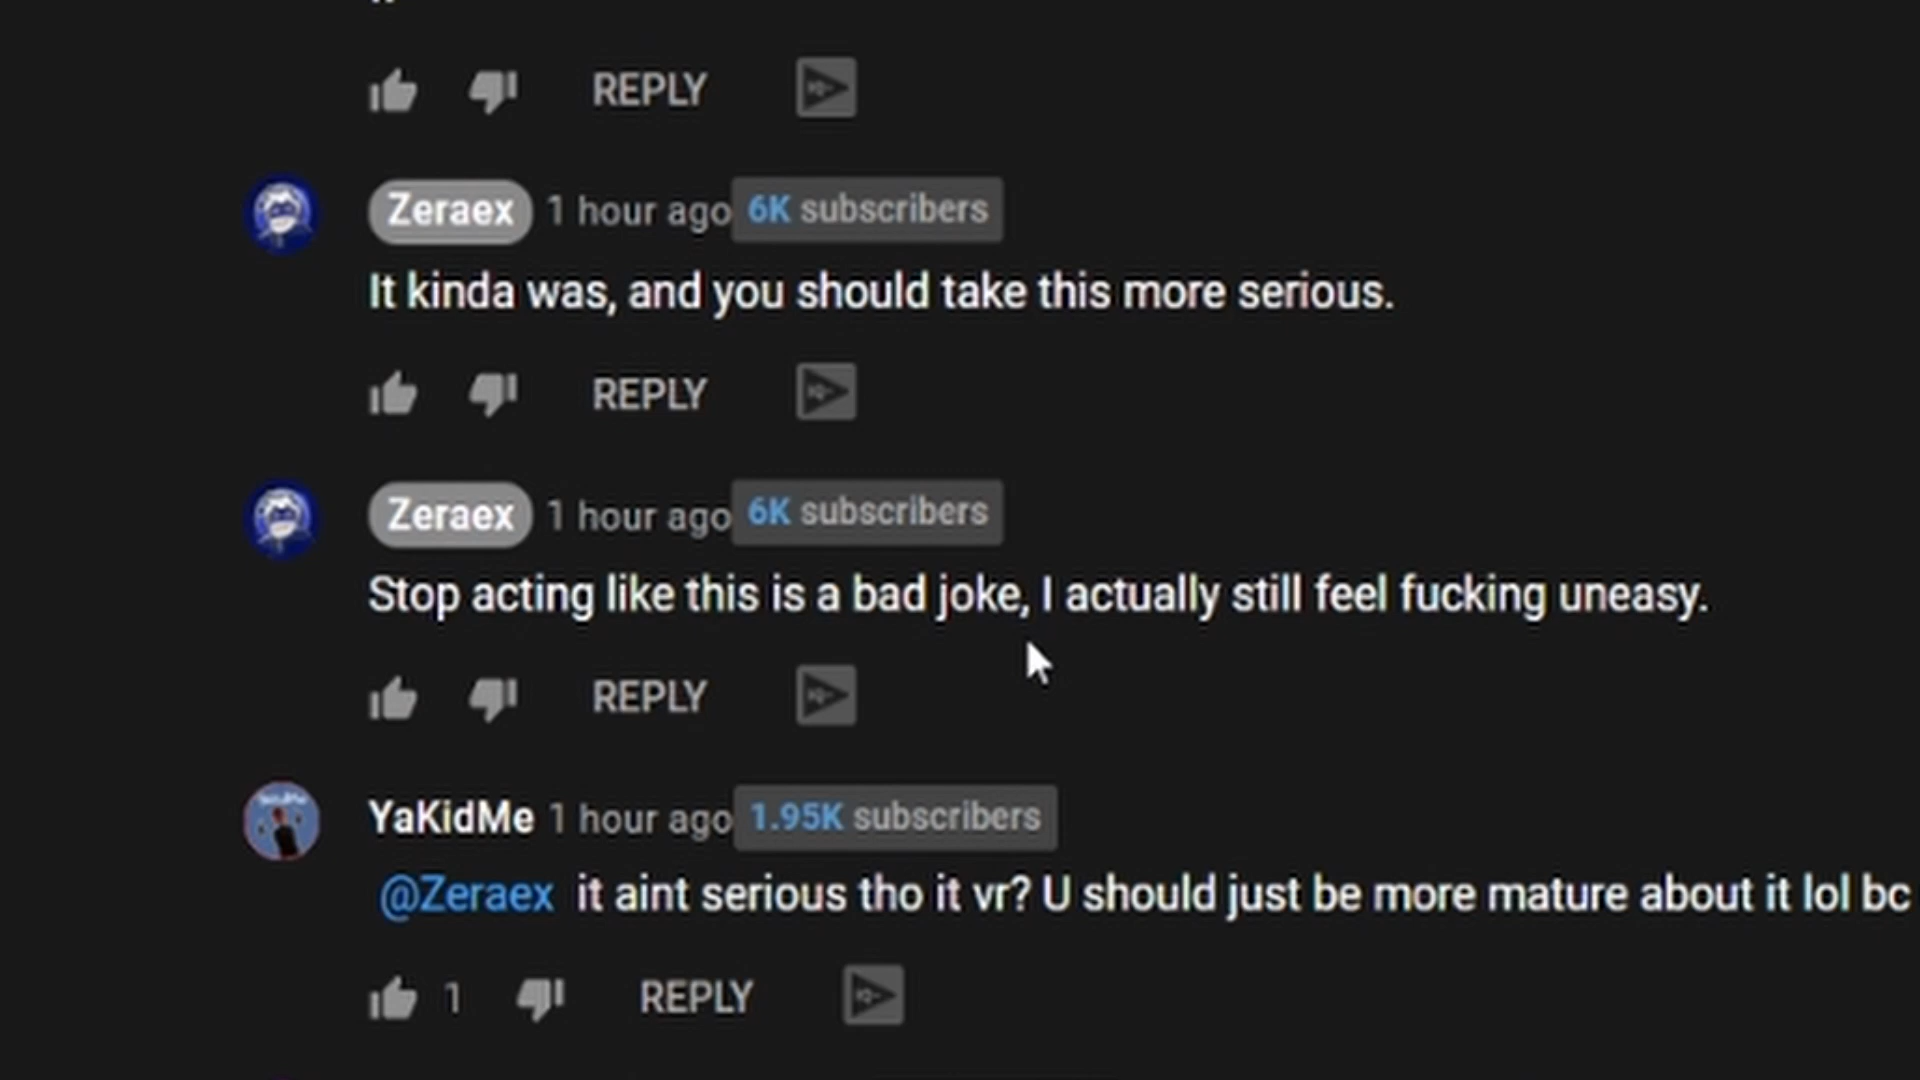 REPLY
Zeraex 1 hour ago 6K subscribers
It kinda was, and you should take this more serious.
REPLY
Zeraex 1 hour ago 6K subscribers
Stop acting like this is a bad joke, I actually still feel fucking uneasy.
REPLY
YaKidMe 1 hour ago 1.95K subscribers
@Zeraex it aint serious tho it vr? U should just be more mature about it lol bc
1 REPLY